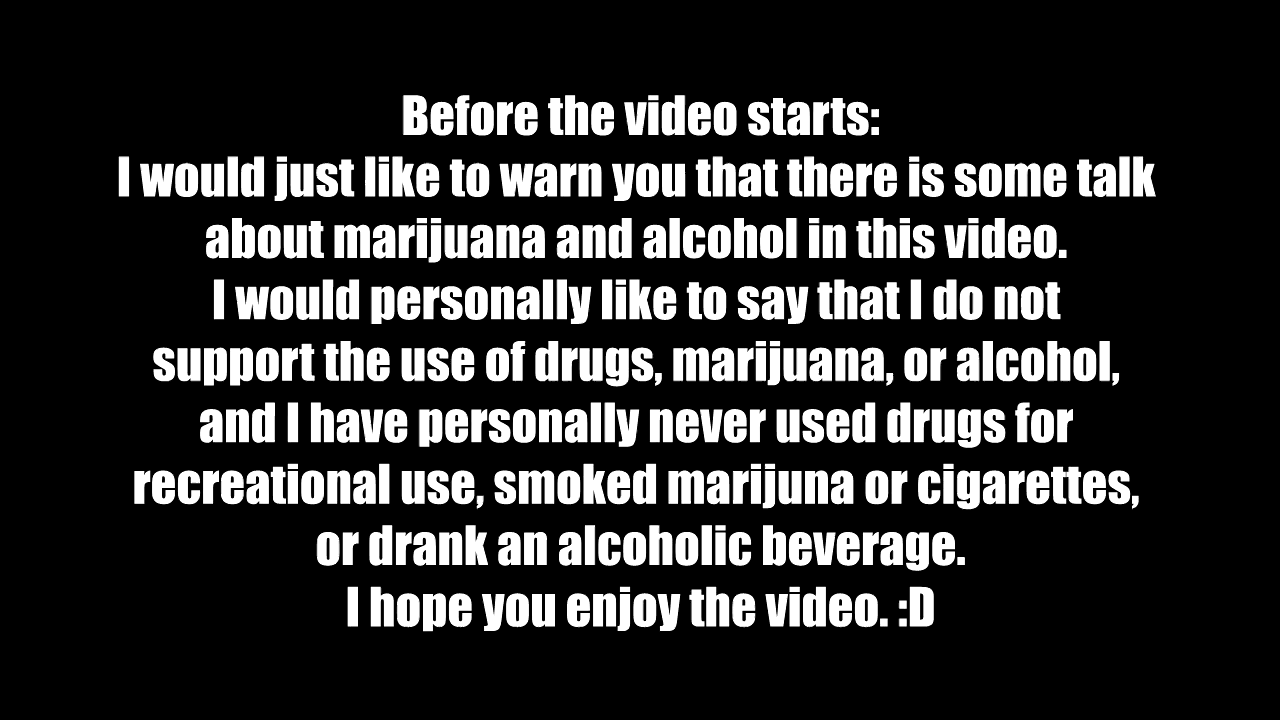 Before the video starts:
I would just like to warn you that there is some talk
about marijuana and alcohol in this video.
I would personally like to say that I do not
support the use of drugs, marijuana, or alcohol,
and I have personally never used drugs for
recreational use, smoked marijuna or cigarettes,
or drank an alcoholic beverage.
I hope you enjoy the video. :D